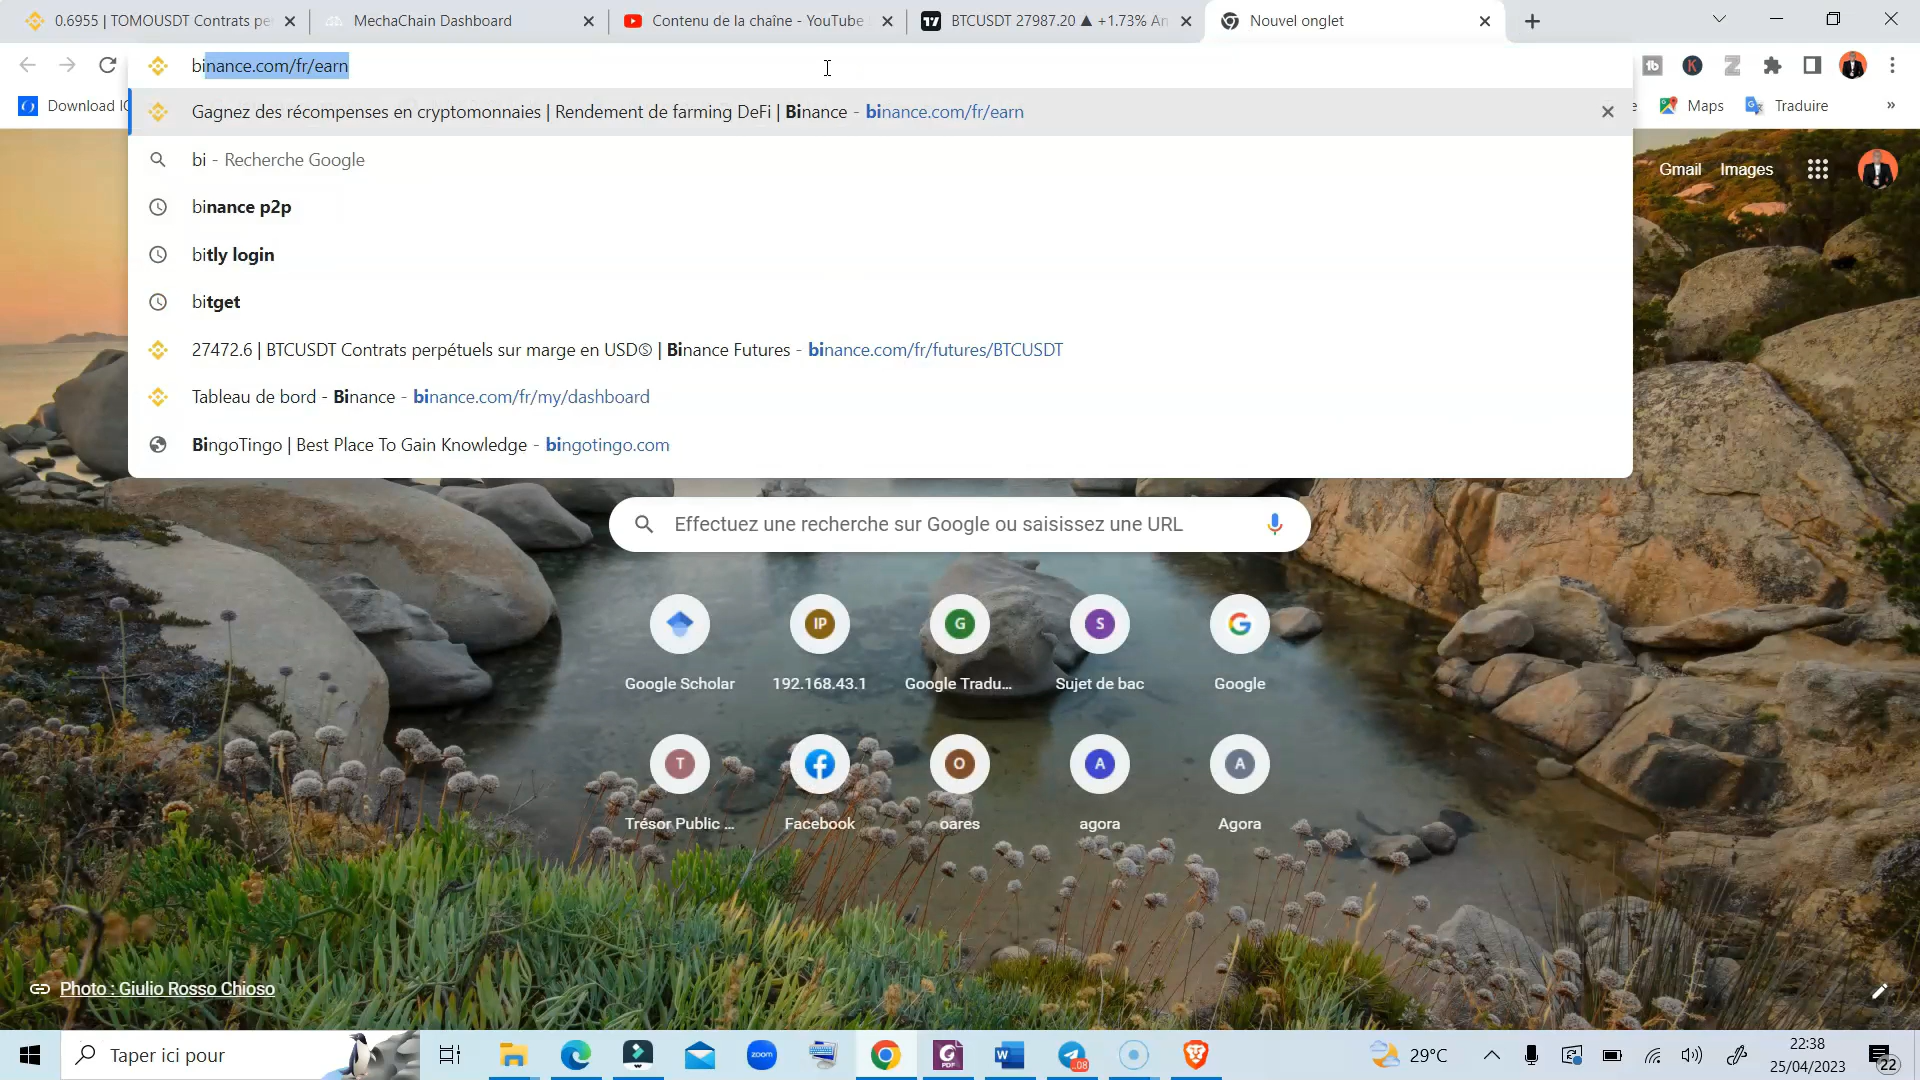 0.6955 | TOMOUSDT Contrats pe
MechaChain Dashboard
Contenu de la chaîne - YouTube
BTCUSDT 27987.20 ▲ +1.73% An
Nouvel onglet
binance.com/fr/earn
Download IC
Maps
Traduire
»
Gagnez des récompenses en cryptomonnaies | Rendement de farming DeFi | Binance - binance.com/fr/earn
bi - Recherche Google
Gmail
Images
binance p2p
bitly login
bitget
27472.6 | BTCUSDT Contrats perpétuels sur marge en USDⓈ | Binance Futures - binance.com/fr/futures/BTCUSDT
Tableau de bord - Binance - binance.com/fr/my/dashboard
BingoTingo | Best Place To Gain Knowledge - bingotingo.com
Effectuez une recherche sur Google ou saisissez une URL
IP
G
S
Google Scholar
192.168.43.1
Google Tradu...
Sujet de bac
Google
T
O
A
A
Trésor Public ...
Facebook
oares
agora
Agora
Photo : Giulio Rosso Chioso
Taper ici pour
zoom
29°C
22:38
25/04/2023
22